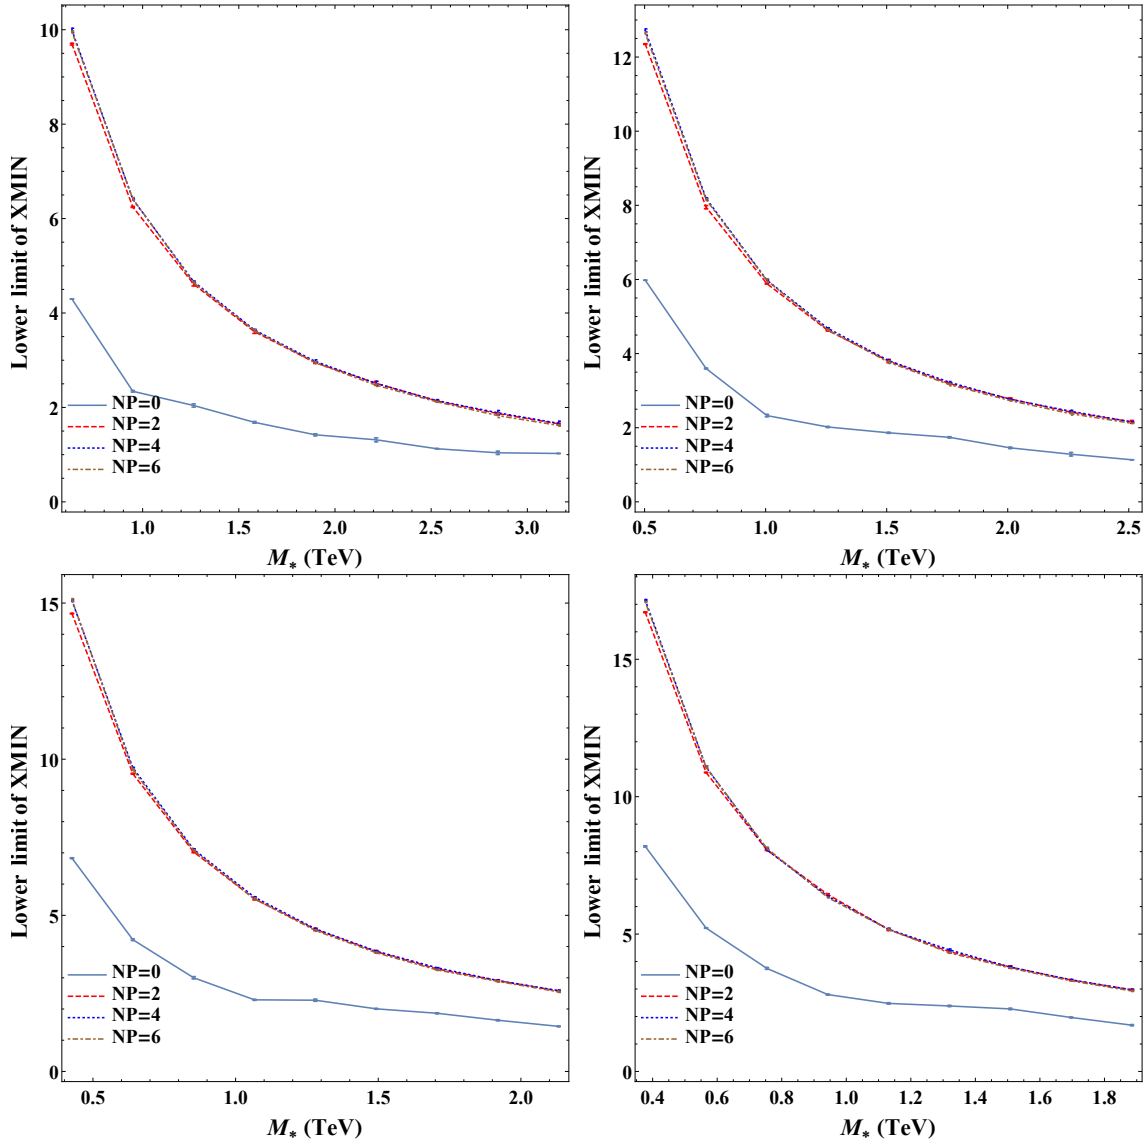 Lower limit of XMIN
10
8
6
4
2
0
NP=0
NP=2
NP=4
NP=6
1.0 1.5 2.0 2.5 3.0
M* (TeV)
Lower limit of XMIN
12
10
8
6
4
2
0
NP=0
NP=2
NP=4
NP=6
0.5 1.0 1.5 2.0 2.5
M* (TeV)
Lower limit of XMIN
15
10
5
0
NP=0
NP=2
NP=4
NP=6
0.5 1.0 1.5 2.0
M* (TeV)
Lower limit of XMIN
15
10
5
0
NP=0
NP=2
NP=4
NP=6
0.4 0.6 0.8 1.0 1.2 1.4 1.6 1.8
M* (TeV)